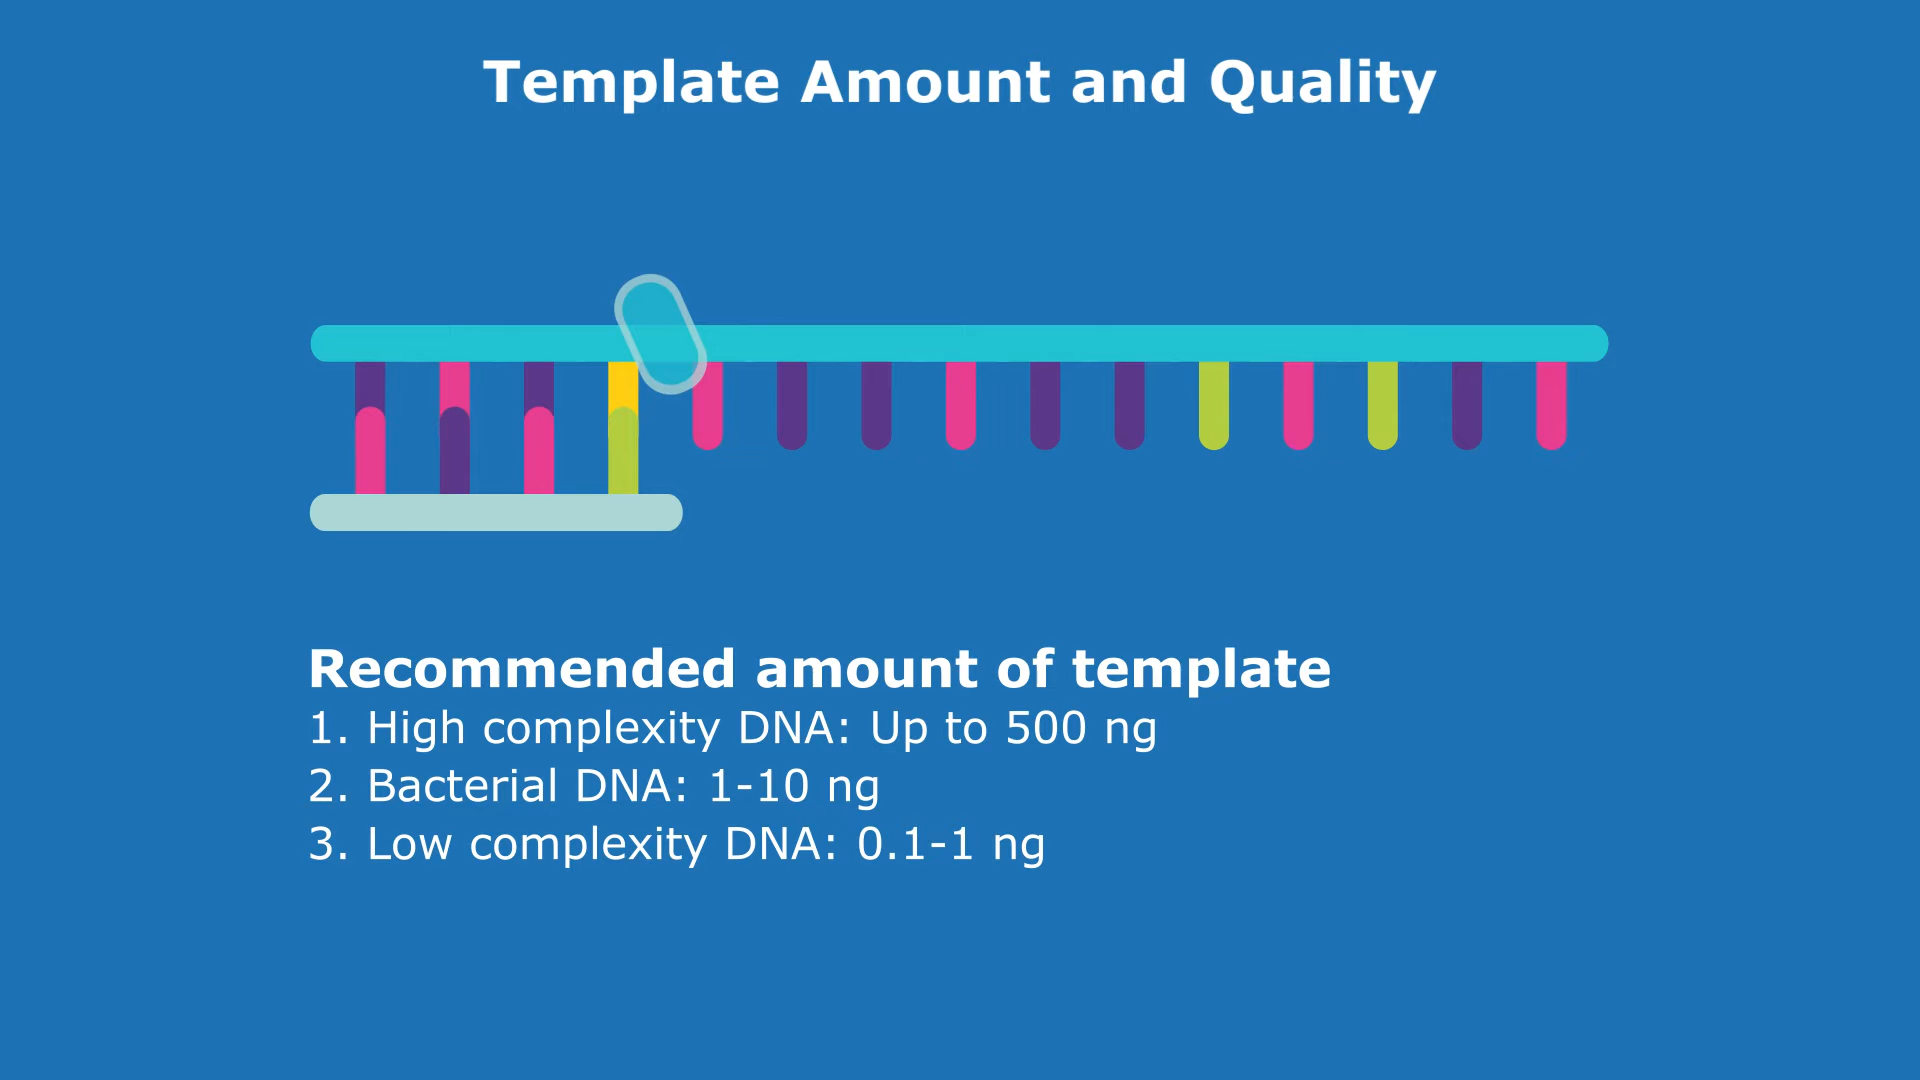 Template Amount and Quality
Recommended amount of template
1. High complexity DNA: Up to 500 ng
2. Bacterial DNA: 1-10 ng
3. Low complexity DNA: 0.1-1 ng